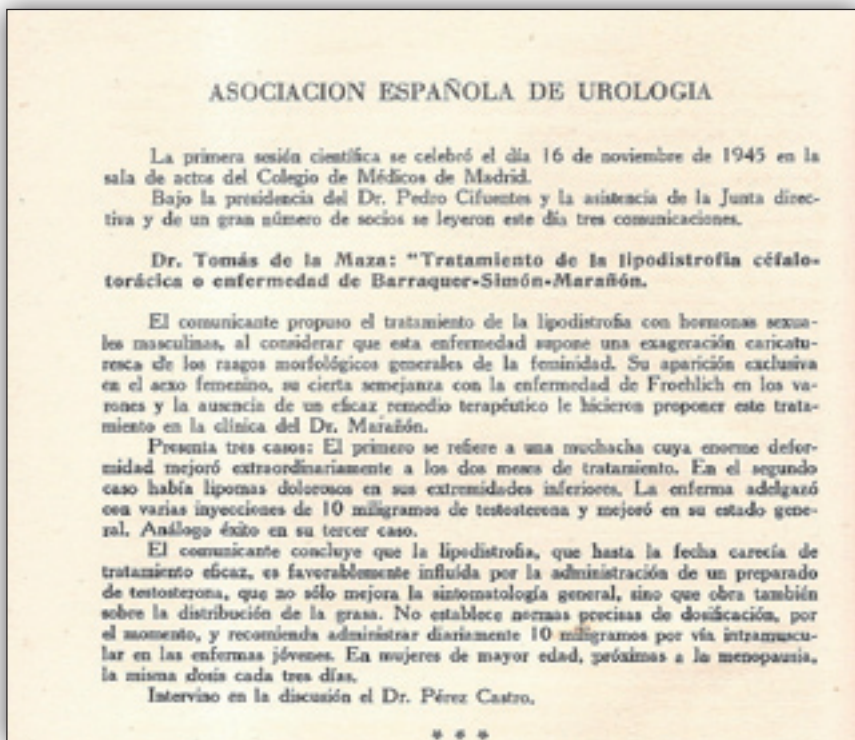 ASOCIACION ESPAÑOLA DE UROLOGIA
La primera sesión científica se celebró el día 16 de noviembre de 1945 en la
sala de actos del Colegio de Médicos de Madrid.
Bajo la presidencia del Dr. Pedro Cifuentes y la asistencia de la Junta direc-
tiva y de un gran número de socios se leyeron este día tres comunicaciones.
Dr. Tomás de la Maza: "Tratamiento de la lipodistrofia céfalo-
torácica o enfermedad de Barraquer-Simón-Marañón.
El comunicante propuso el tratamiento de la lipodistrofia con hormonas sexua-
les masculinas, al considerar que esta enfermedad supone una exageración caricatu-
resca de los rasgos morfológicos generales de la feminidad. Su aparición exclusiva
en el sexo femenino, su cierta semejanza con la enfermedad de Froehlich en los va-
rones y la ausencia de un eficaz remedio terapéutico le hicieron proponer este trata-
miento en la clínica del Dr. Marañón.
Presenta tres casos: El primero se refiere a una muchacha cuya enorme defor-
midad mejoró extraordinariamente a los dos meses de tratamiento. En el segundo
caso había lipomas dolorosos en sus extremidades inferiores. La enferma adelgazó
con varias inyecciones de 10 miligramos de testosterona y mejoró en su estado gene-
ral. Análogo éxito en su tercer caso.
El comunicante concluye que la lipodistrofia, que hasta la fecha carecía de
tratamiento eficaz, es favorablemente influída por la administración de un preparado
de testosterona, que no sólo mejora la sintomatología general, sino que obra también
sobre la distribución de la grasa. No establece normas precisas de dosificación, por
el momento, y recomienda administrar diariamente 10 miligramos por vía intramuscu-
lar en las enfermas jóvenes. En mujeres de mayor edad, próximas a la menopausia,
la misma dosis cada tres días.
Intervino en la discusión el Dr. Pérez Castro.
* * *